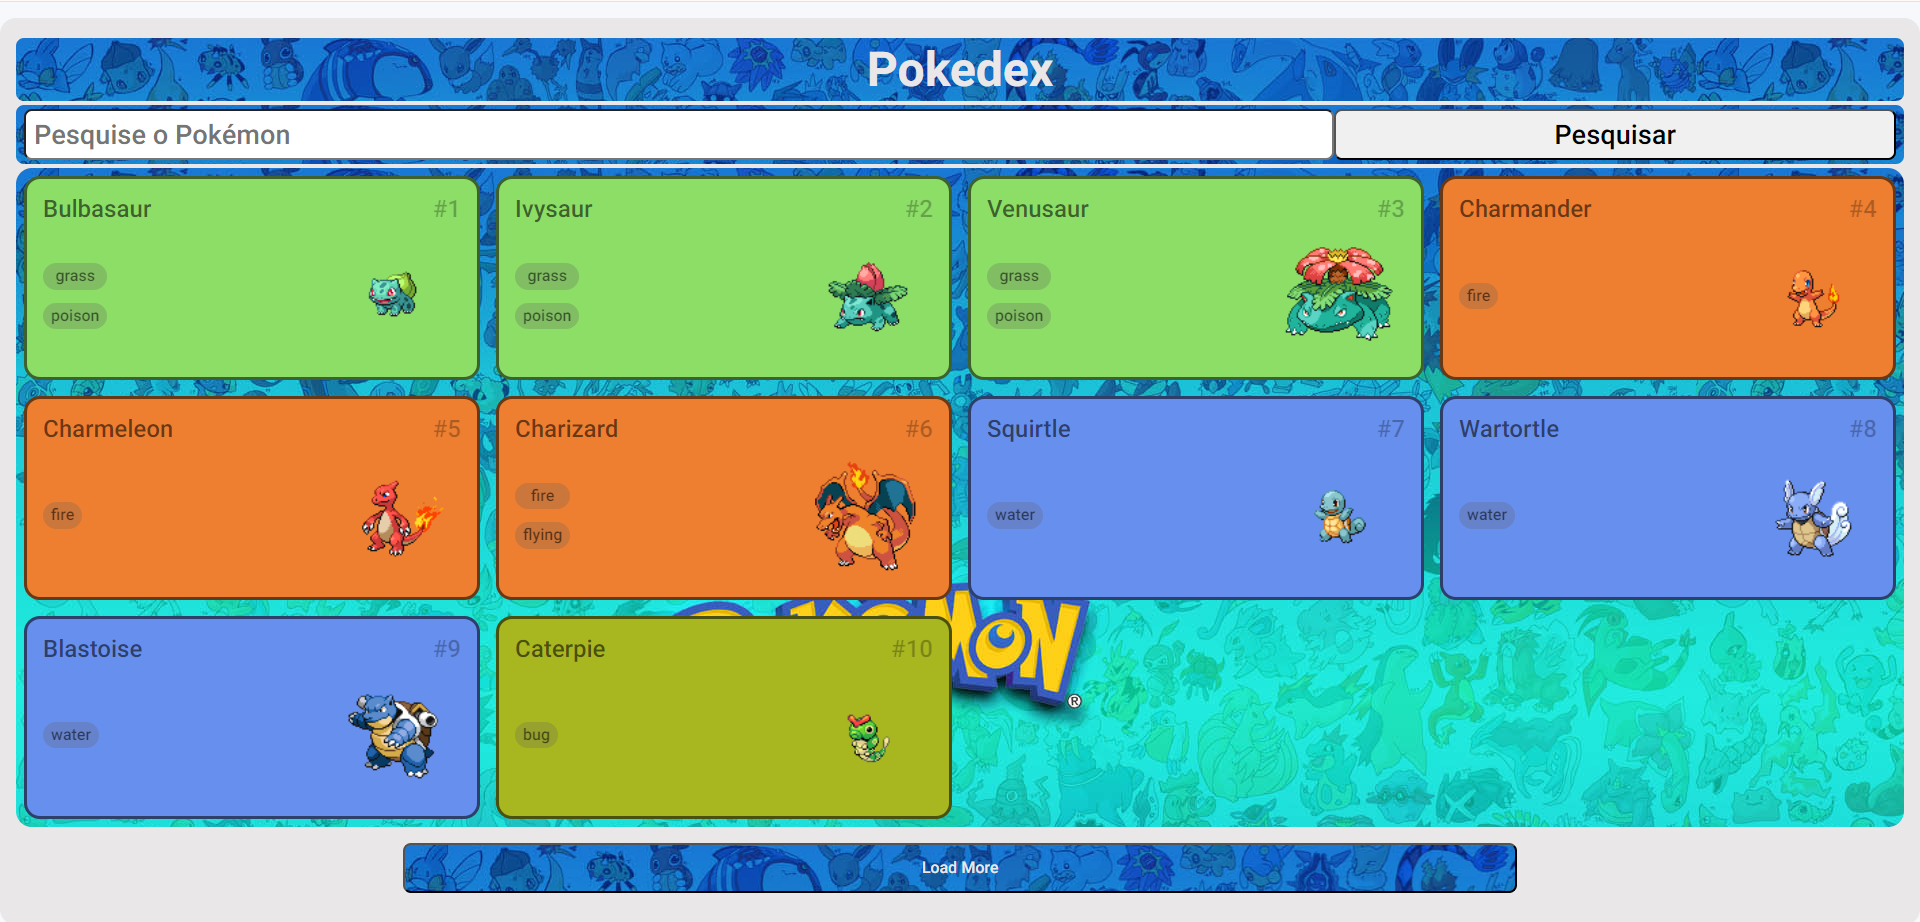 Pokedex
Pesquise o Pokémon
Pesquisar
Bulbasaur #1
grass
poison
Ivysaur #2
grass
poison
Venusaur #3
grass
poison
Charmander #4
fire
Charmeleon #5
fire
Charizard #6
fire
flying
Squirtle #7
water
Wartortle #8
water
Blastoise #9
water
Caterpie #10
bug
MON
®
Load More